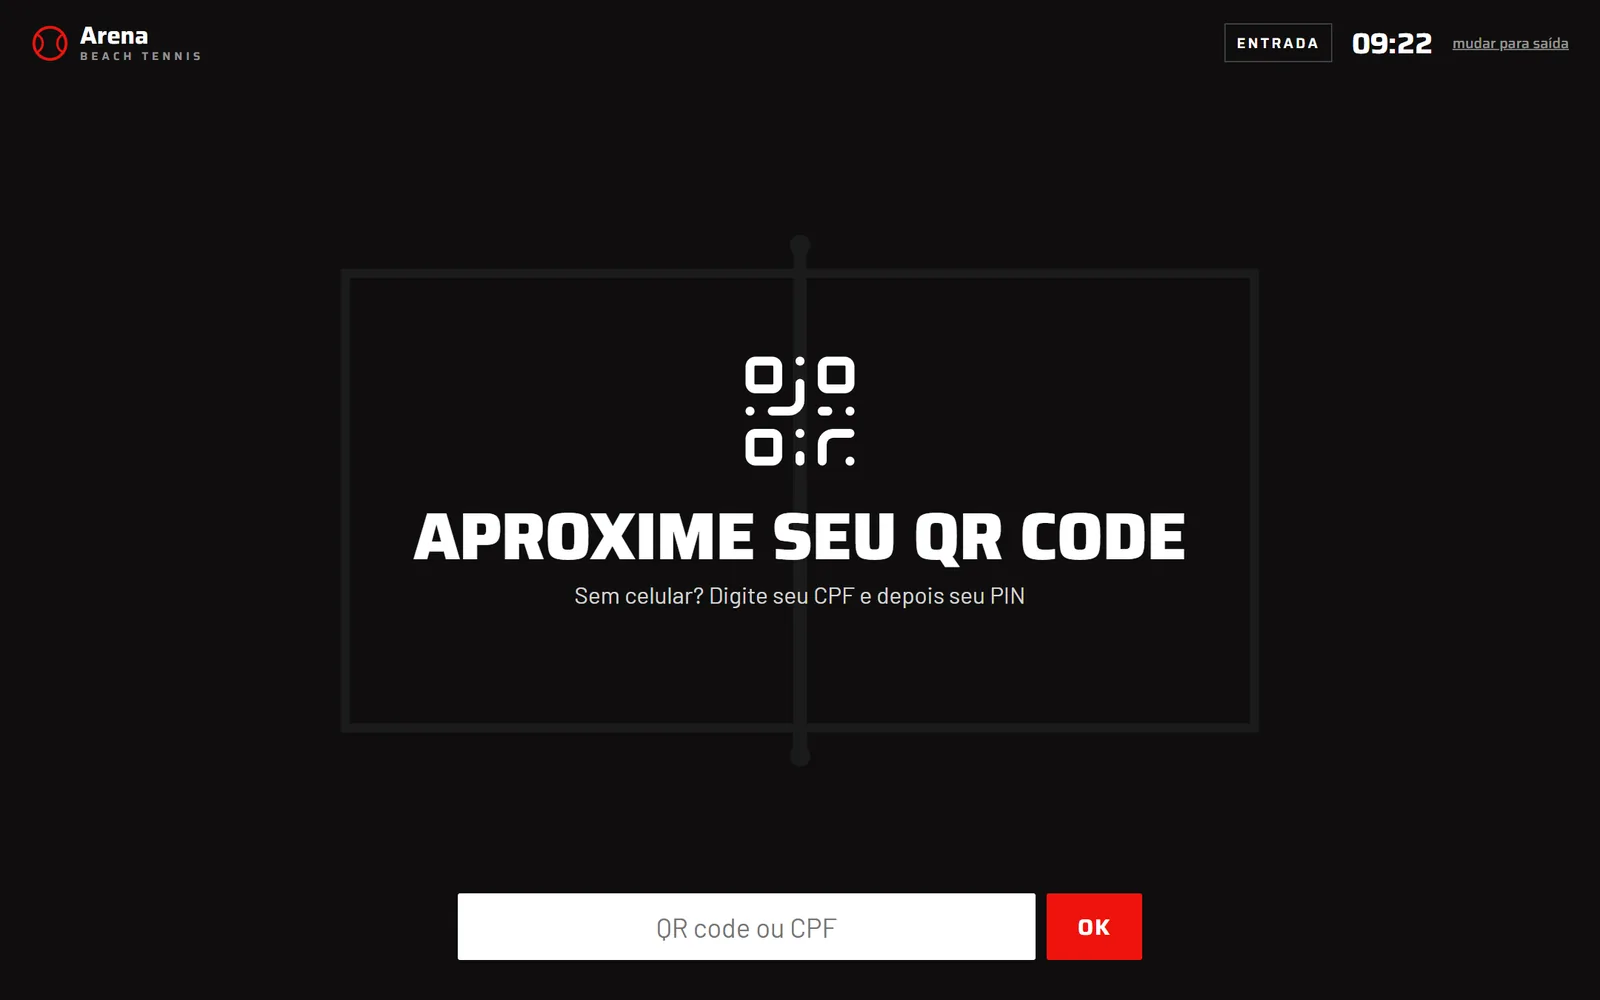 Arena
BEACH TENNIS
ENTRADA
09:22
mudar para saída
APROXIME SEU QR CODE
Sem celular? Digite seu CPF e depois seu PIN
QR code ou CPF
OK